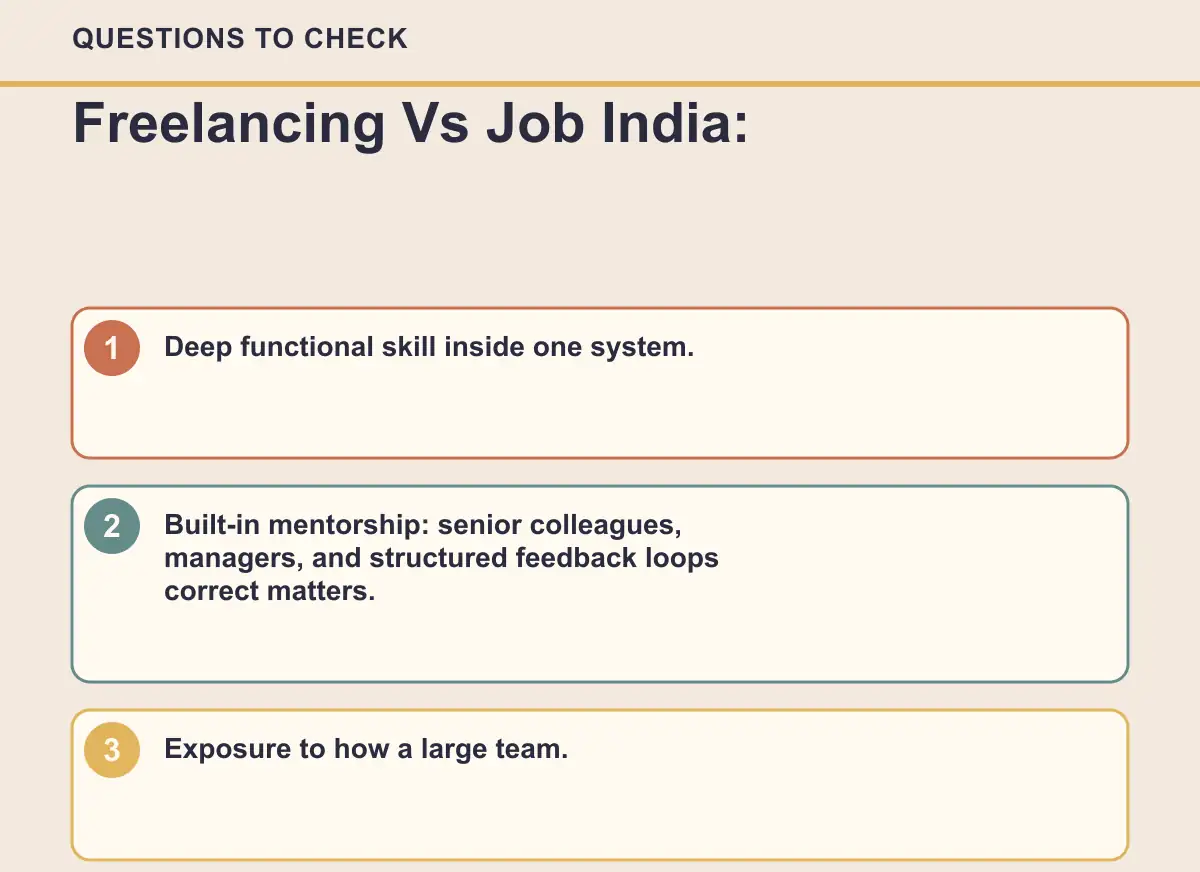 QUESTIONS TO CHECK
Freelancing Vs Job India:
1
Deep functional skill inside one system.
2
Built-in mentorship: senior colleagues,
managers, and structured feedback loops
correct matters.
3
Exposure to how a large team.